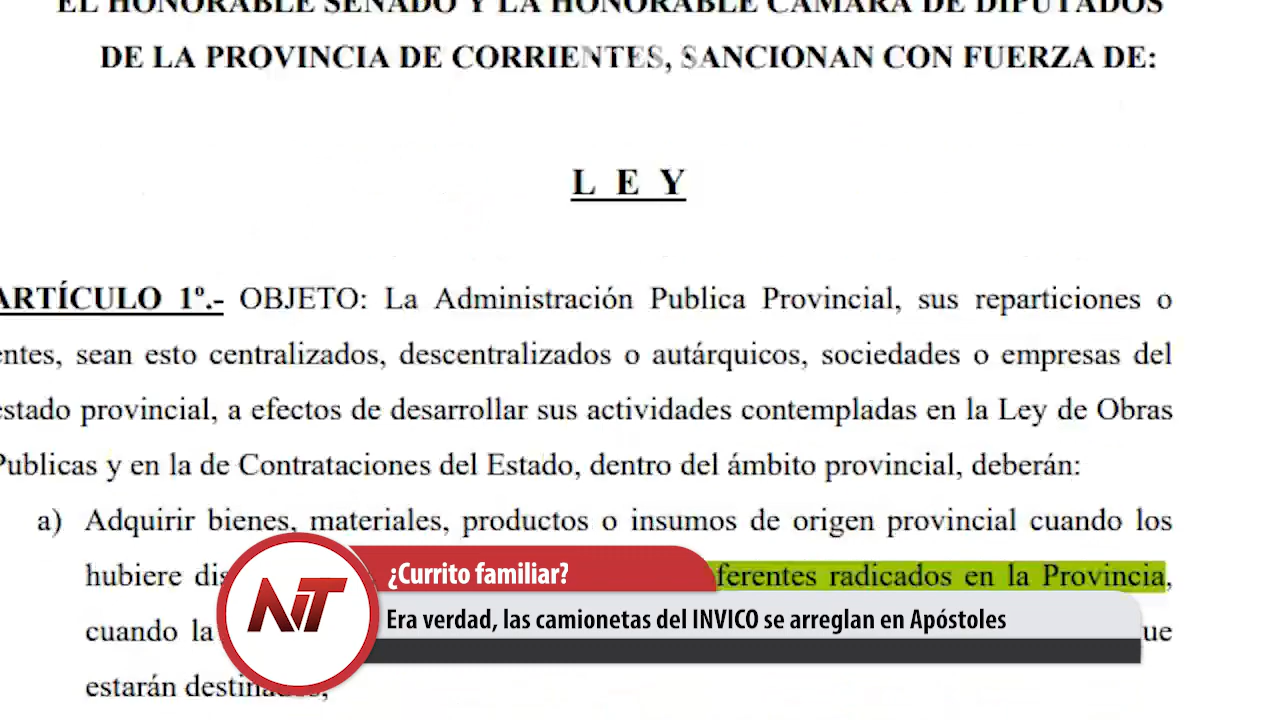 EL HONORABLE SENADO Y LA HONORABLE CÁMARA DE DIPUTADOS
DE LA PROVINCIA DE CORRIENTES, SANCIONAN CON FUERZA DE:
L E Y
ARTÍCULO 1º.- OBJETO: La Administración Publica Provincial, sus reparticiones o
entes, sean esto centralizados, descentralizados o autárquicos, sociedades o empresas del
estado provincial, a efectos de desarrollar sus actividades contempladas en la Ley de Obras
Publicas y en la de Contrataciones del Estado, dentro del ámbito provincial, deberán:
a) Adquirir bienes, materiales, productos o insumos de origen provincial cuando los
hubiere ferentes radicados en la Provincia,
cuando la
estarán destinados;
NT
¿Currito familiar?
Era verdad, las camionetas del INVICO se arreglan en Apóstoles